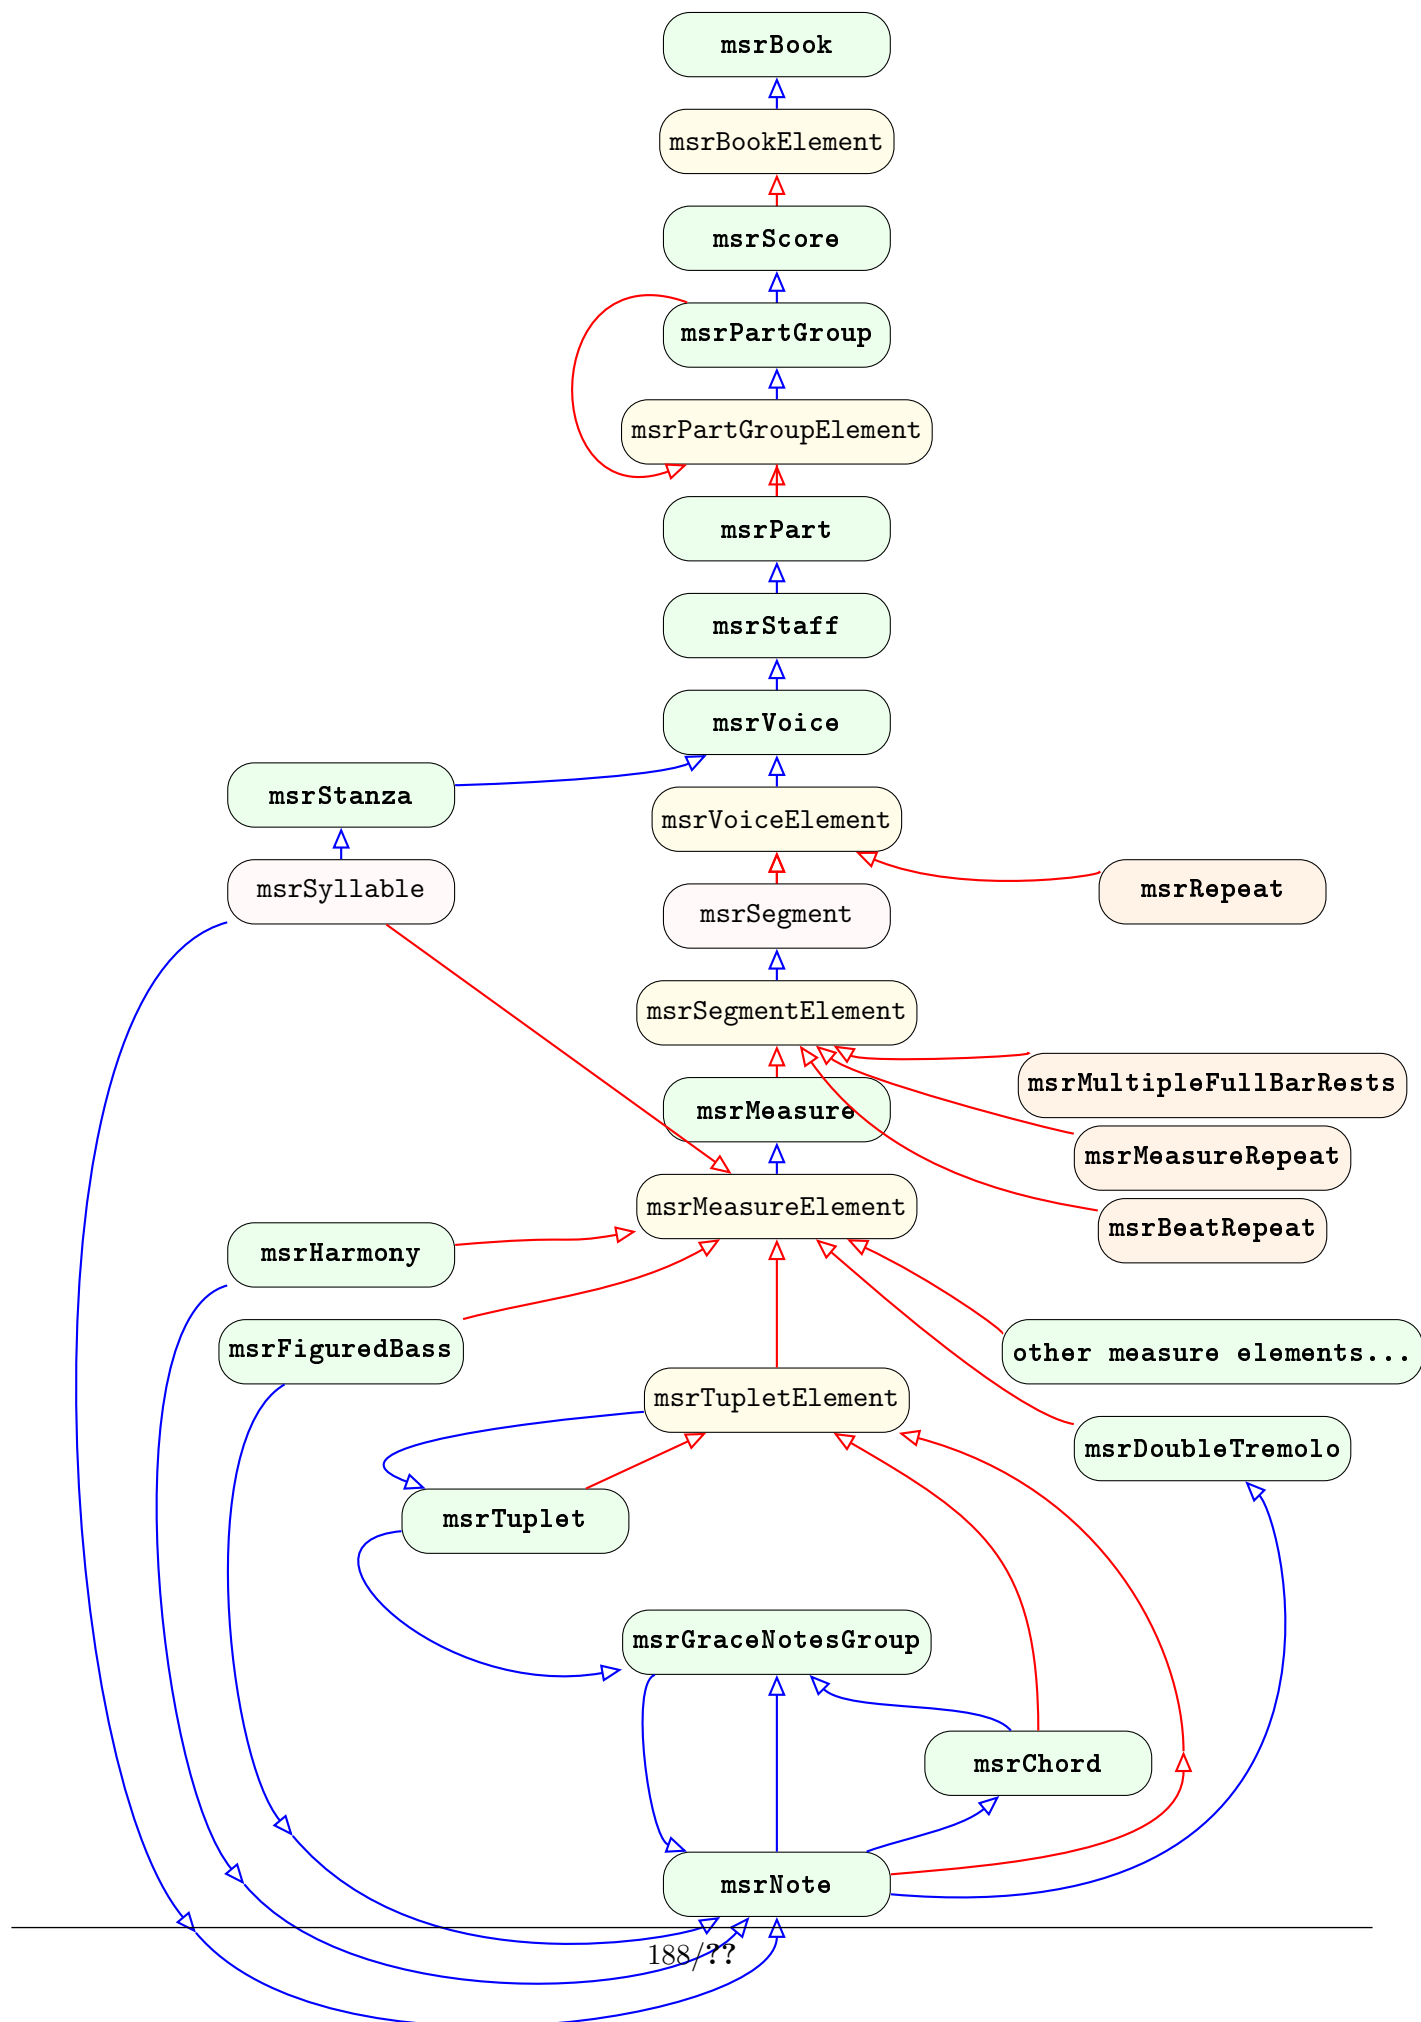 msrBook
msrBookElement
msrScore
msrPartGroup
msrPartGroupElement
msrPart
msrStaff
msrVoice
msrStanza
msrVoiceElement
msrSyllable
msrRepeat
msrSegment
msrSegmentElement
msrMultipleFullBarRests
msrMeasure
msrMeasureRepeat
msrMeasureElement
msrBeatRepeat
msrHarmony
msrFiguredBass
other measure elements...
msrTupletElement
msrDoubleTremolo
msrTuplet
msrGraceNotesGroup
msrChord
msrNote
188/??